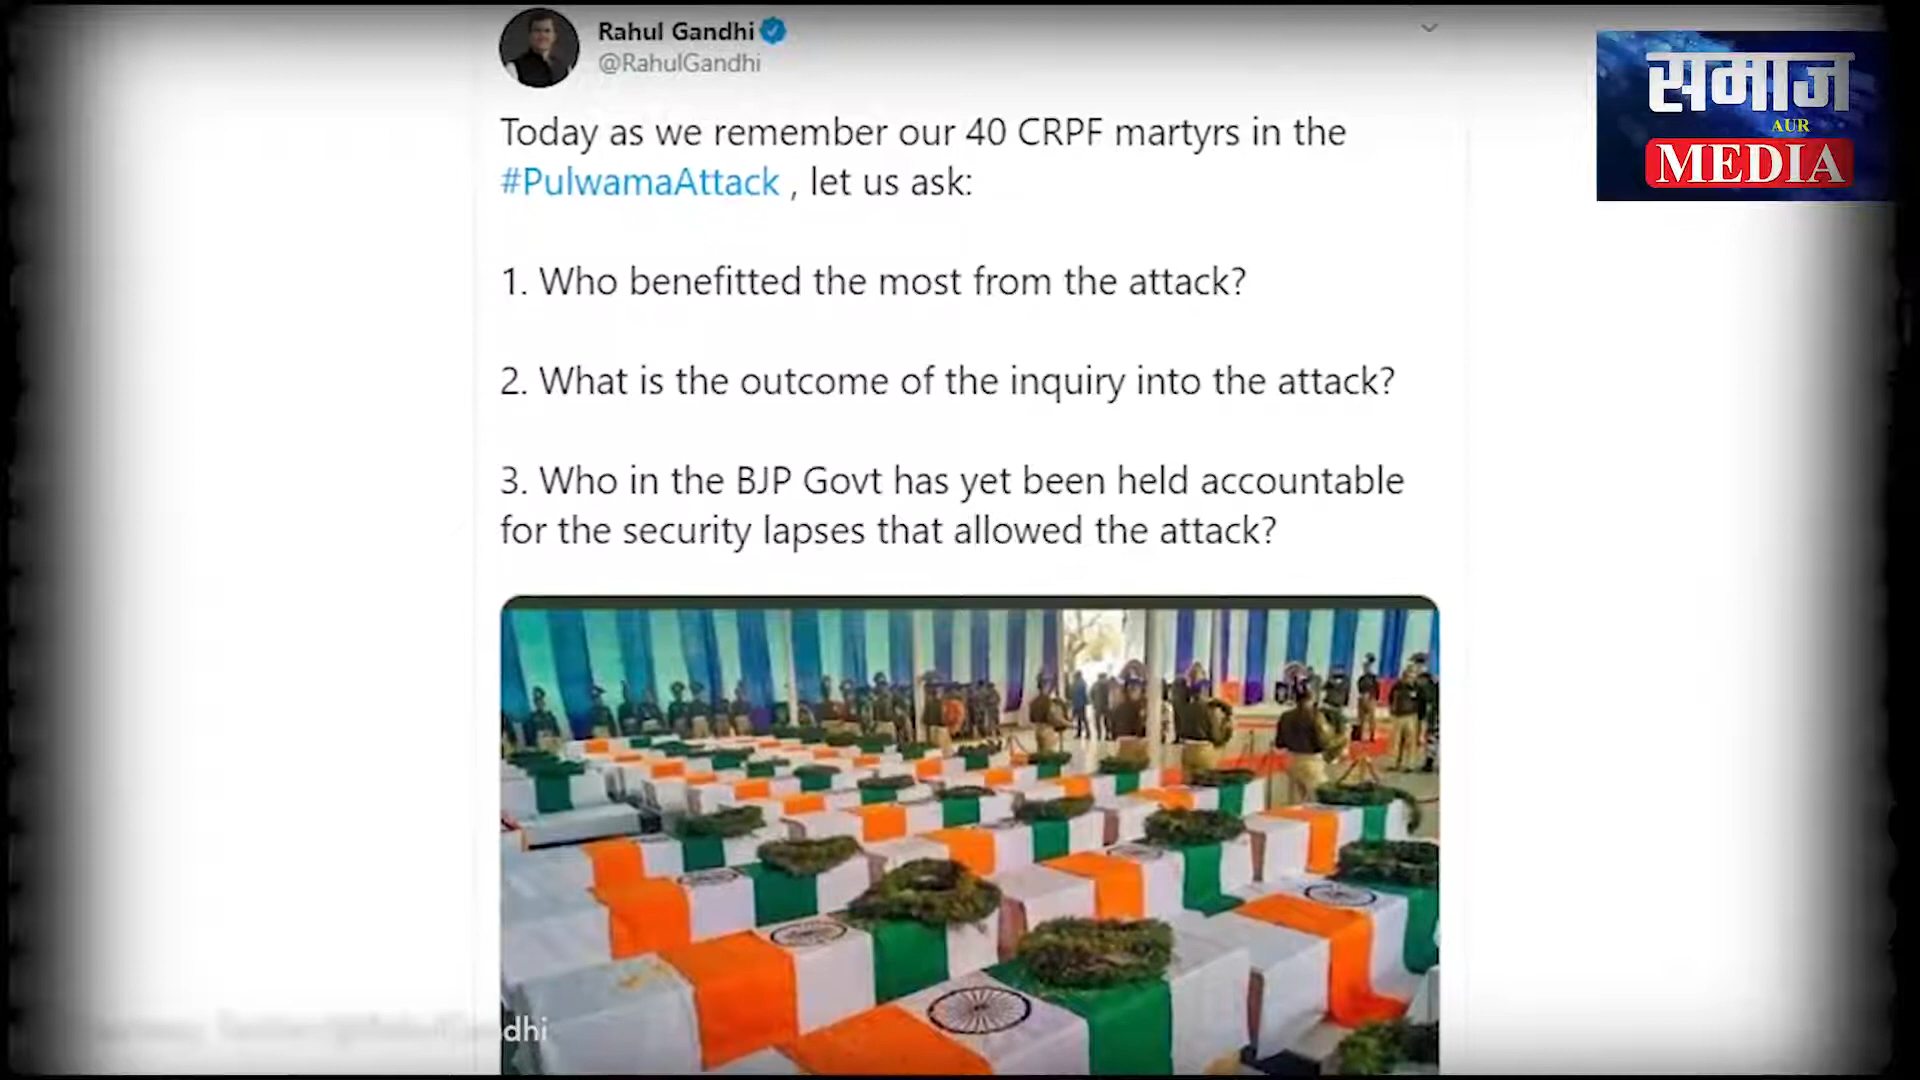 Rahul Gandhi
@RahulGandhi
समाज
AUR
MEDIA
Today as we remember our 40 CRPF martyrs in the
#PulwamaAttack , let us ask:
1. Who benefitted the most from the attack?
2. What is the outcome of the inquiry into the attack?
3. Who in the BJP Govt has yet been held accountable
for the security lapses that allowed the attack?